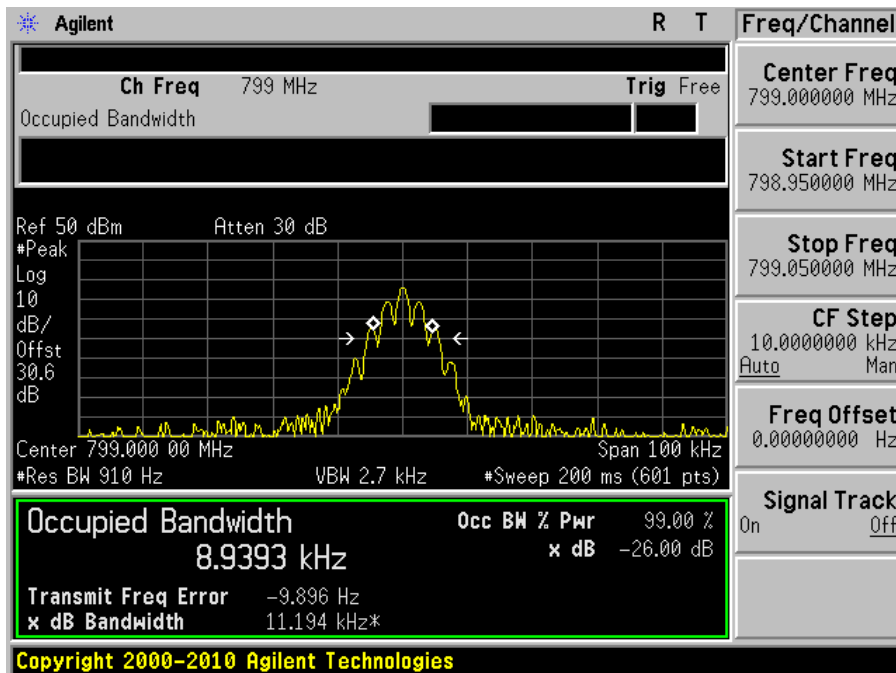 Agilent R T
Freq/Channel
Ch Freq 799 MHz Trig Free
Occupied Bandwidth
Center Freq
799.000000 MHz
Start Freq
798.950000 MHz
Stop Freq
799.050000 MHz
CF Step
10.0000000 kHz
Auto Man
Freq Offset
0.00000000 Hz
Signal Track
On Off
Ref 50 dBm Atten 30 dB
#Peak
Log
10
dB/
Offst
30.6
dB
Center 799.000 00 MHz Span 100 kHz
#Res BW 910 Hz VBW 2.7 kHz #Sweep 200 ms (601 pts)
Occupied Bandwidth
8.9393 kHz
Occ BW % Pwr 99.00 %
x dB -26.00 dB
Transmit Freq Error -9.896 Hz
x dB Bandwidth 11.194 kHz*
Copyright 2000-2010 Agilent Technologies